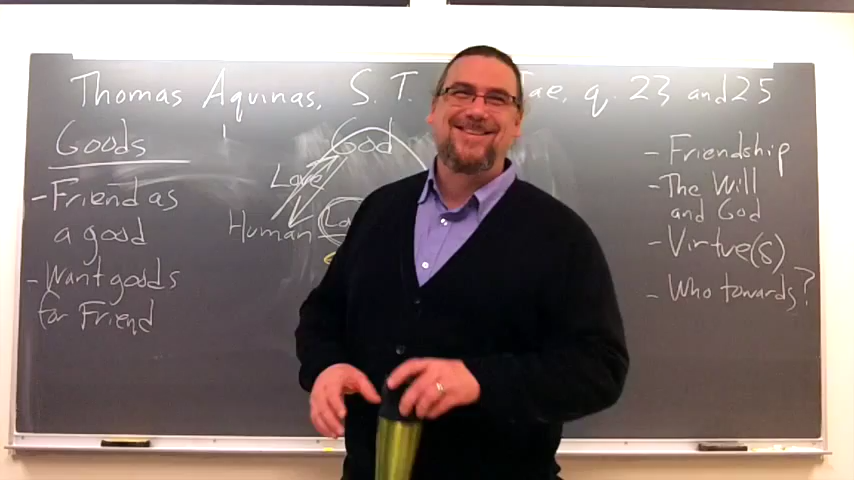 Thomas Aquinas, S.T. Iae, q. 23 and 25
Goods
- Friend as
a good
- Want goods
for Friend
God
Love
Human
- Friendship
- The Will
and God
- Virtue(s)
- Who towards?